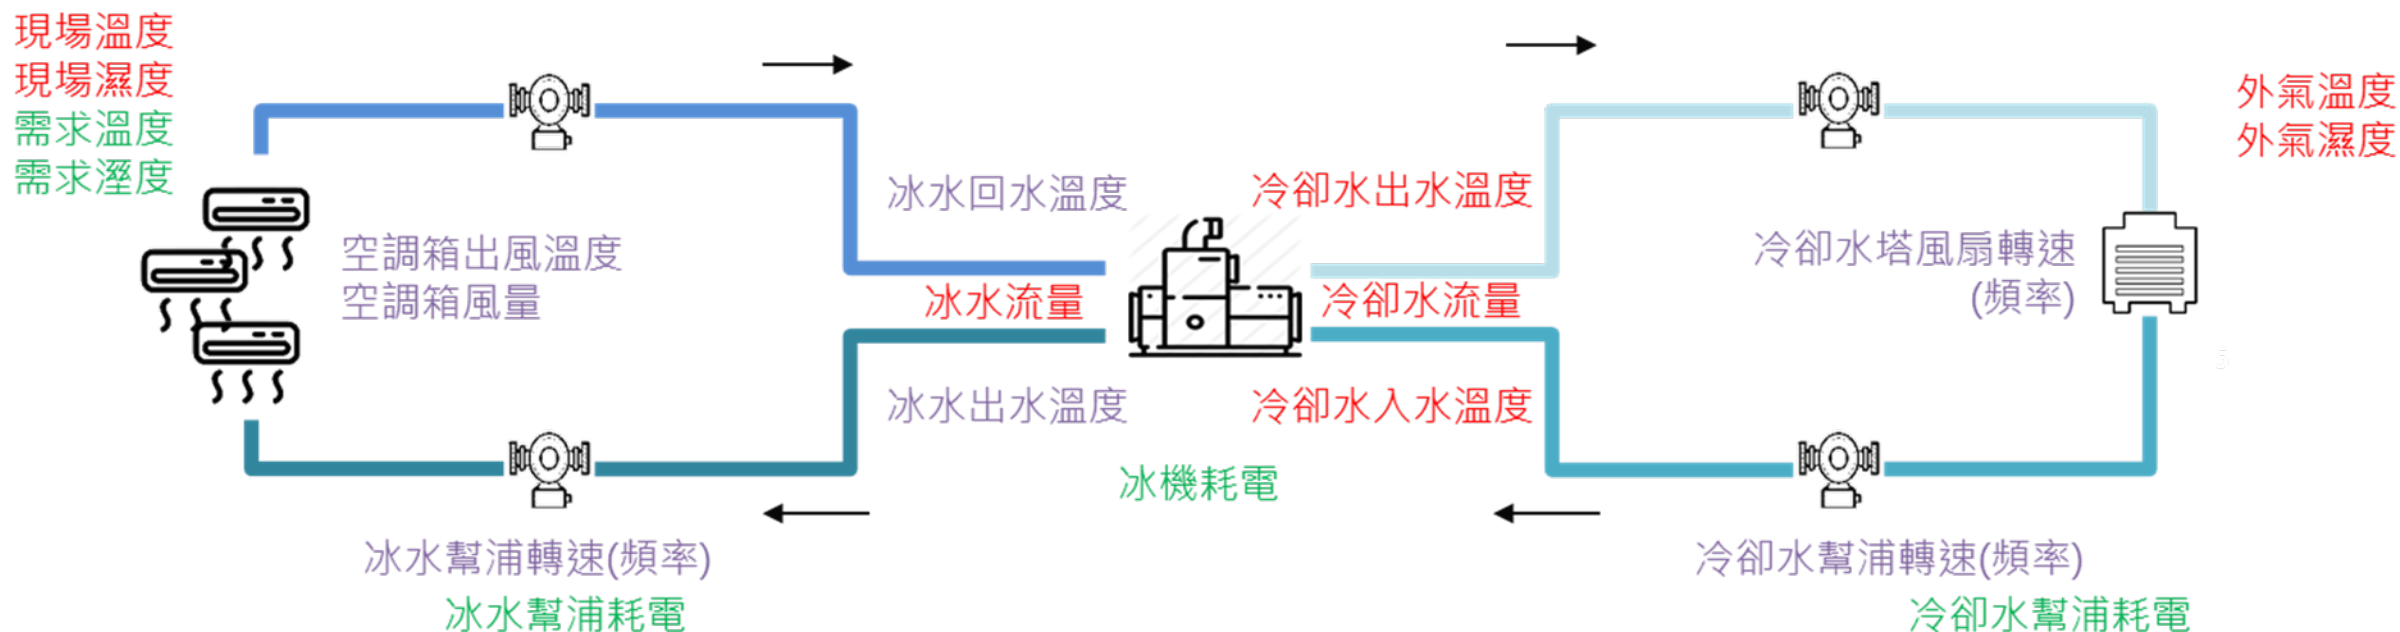 現場溫度
現場濕度
需求溫度
需求溼度
空調箱出風溫度
空調箱風量
冰水回水溫度
冰水流量
冰水出水溫度
冰水幫浦轉速(頻率)
冰水幫浦耗電
冰機耗電
冷卻水出水溫度
冷卻水流量
冷卻水入水溫度
外氣溫度
外氣濕度
冷卻水塔風扇轉速
(頻率)
5
冷卻水幫浦轉速(頻率)
冷卻水幫浦耗電